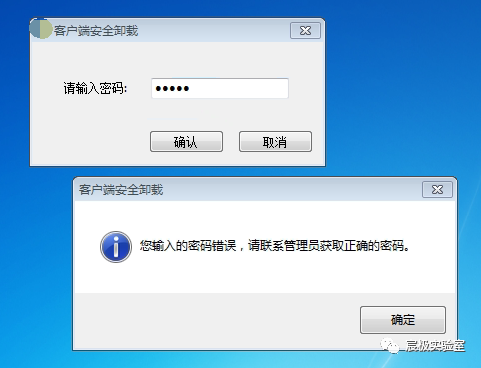 客户端安全卸载
请输入密码:
•••••
确认 取消
客户端安全卸载
您输入的密码错误，请联系管理员获取正确的密码。
确定
宸极实验室